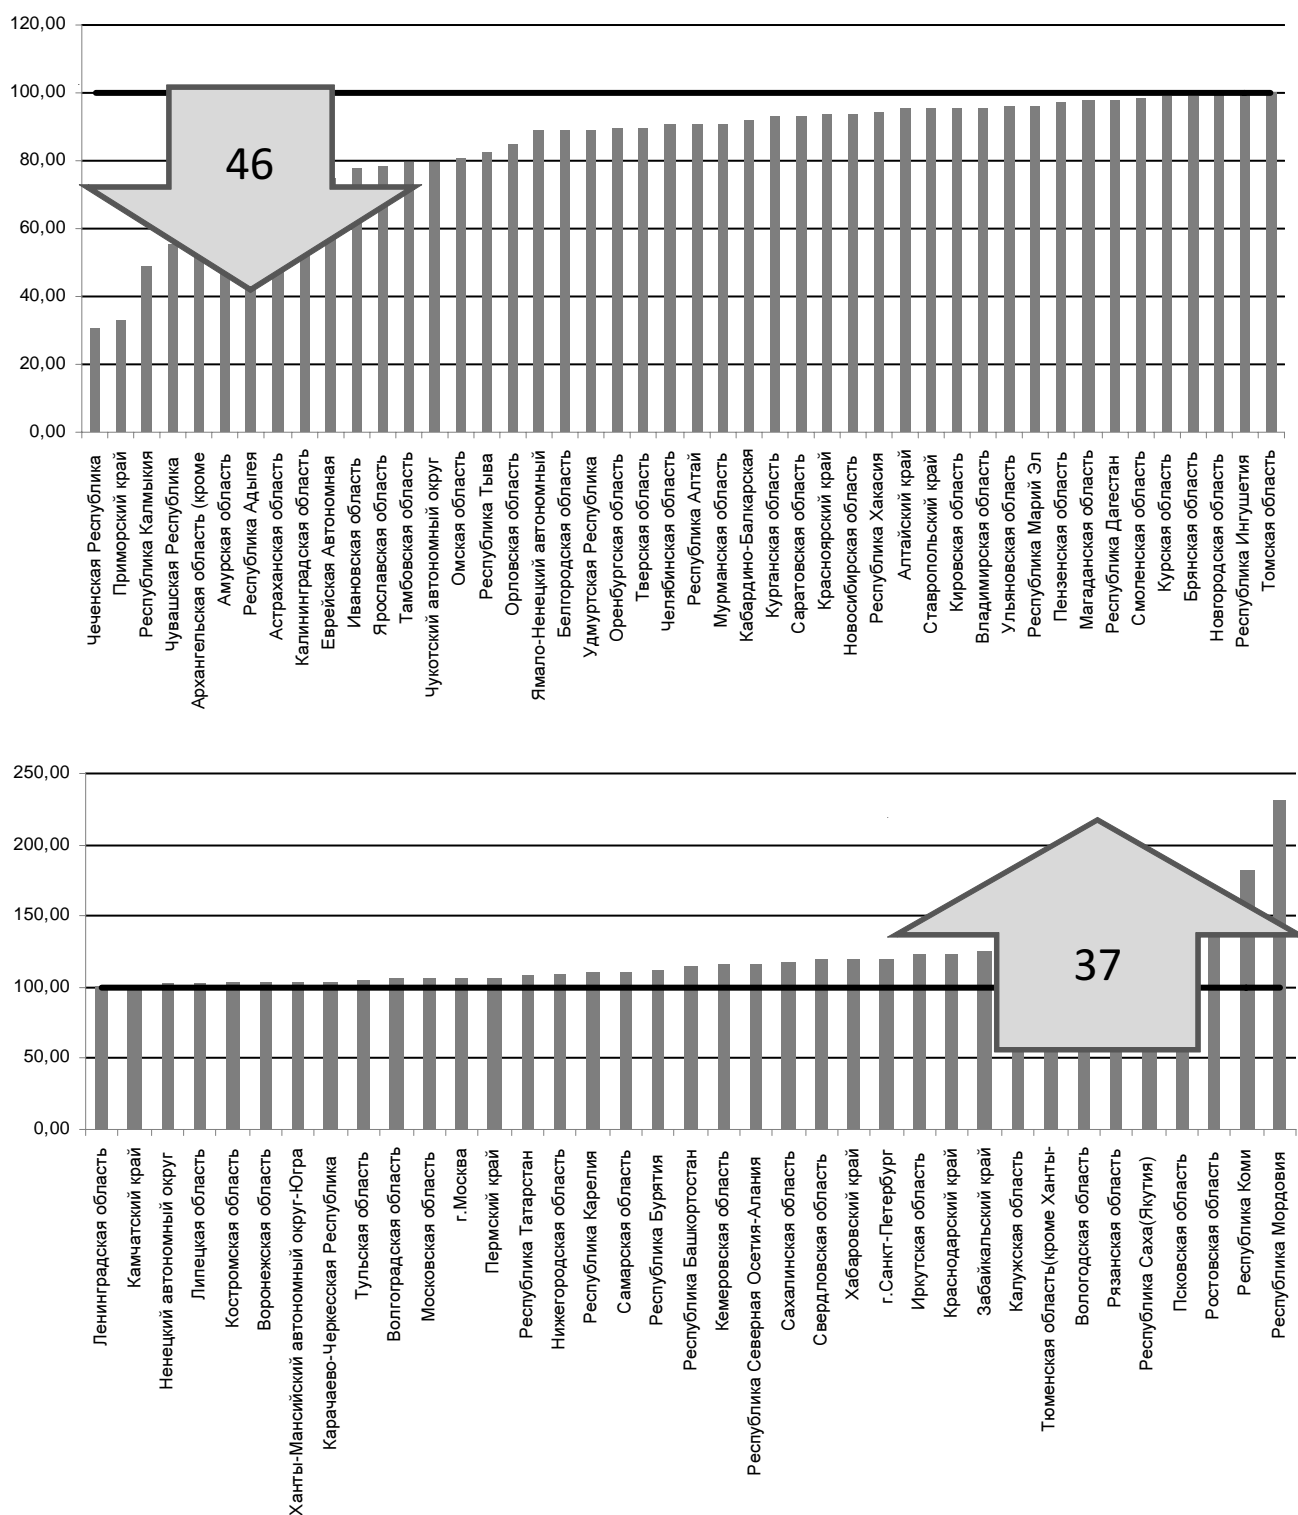 120,00
100,00
80,00
60,00
40,00
20,00
0,00
46
Чеченская Республика
Приморский край
Республика Калмыкия
Чувашская Республика
Архангельская область (кроме
Амурская область
Республика Адыгея
Астраханская область
Калининградская область
Еврейская Автономная
Ивановская область
Ярославская область
Тамбовская область
Чукотский автономный округ
Омская область
Республика Тыва
Орловская область
Ямало-Ненецкий автономный
Белгородская область
Удмуртская Республика
Оренбургская область
Тверская область
Челябинская область
Республика Алтай
Мурманская область
Кабардино-Балкарская
Курганская область
Саратовская область
Красноярский край
Новосибирская область
Республика Хакасия
Алтайский край
Ставропольский край
Кировская область
Владимирская область
Ульяновская область
Республика Марий Эл
Пензенская область
Магаданская область
Республика Дагестан
Смоленская область
Курская область
Брянская область
Новгородская область
Республика Ингушетия
Томская область
250,00
200,00
150,00
100,00
50,00
0,00
37
Ленинградская область
Камчатский край
Ненецкий автономный округ
Липецкая область
Костромская область
Воронежская область
Ханты-Мансийский автономный округ-Югра
Карачаево-Черкесская Республика
Тульская область
Волгоградская область
Московская область
г.Москва
Пермский край
Республика Татарстан
Нижегородская область
Республика Карелия
Самарская область
Республика Бурятия
Республика Башкортостан
Кемеровская область
Республика Северная Осетия-Алания
Сахалинская область
Свердловская область
Хабаровский край
г.Санкт-Петербург
Иркутская область
Краснодарский край
Забайкальский край
Калужская область
Тюменская область(кроме Ханты-
Вологодская область
Рязанская область
Республика Саха(Якутия)
Псковская область
Ростовская область
Республика Коми
Республика Мордовия